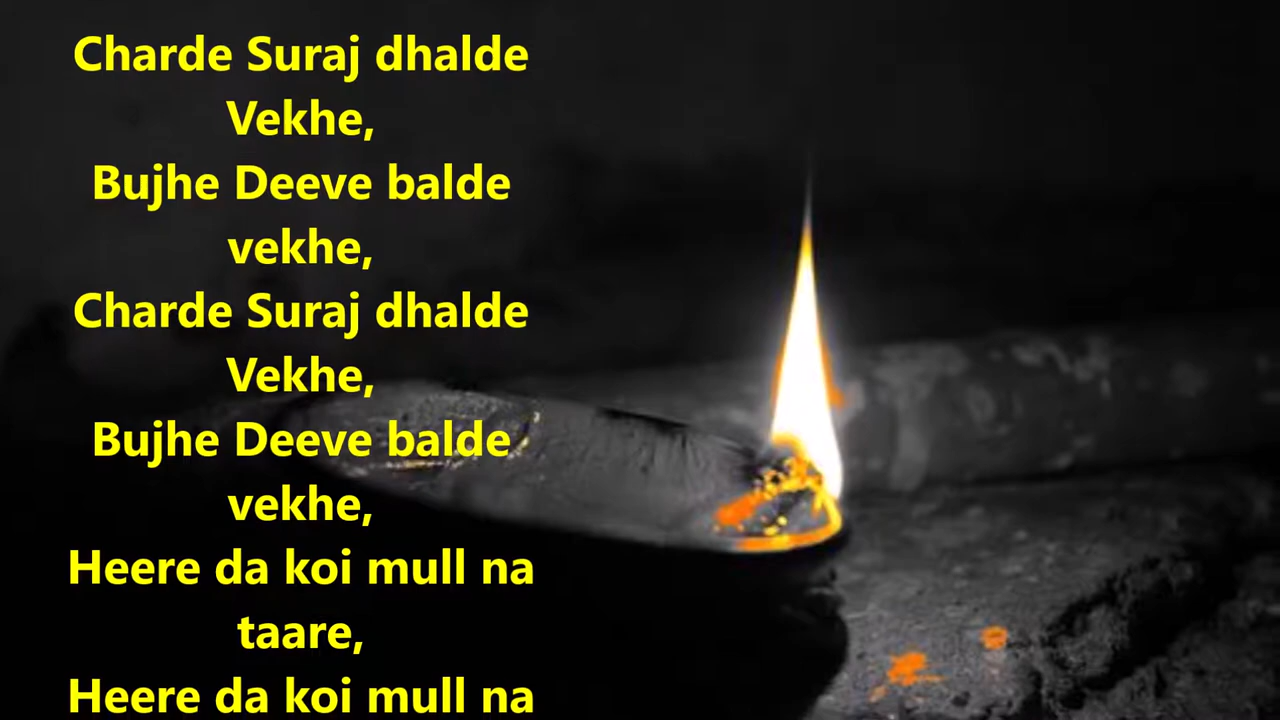 Charde Suraj dhalde
Vekhe,
Bujhe Deeve balde
vekhe,
Charde Suraj dhalde
Vekhe,
Bujhe Deeve balde
vekhe,
Heere da koi mull na
taare,
Heere da koi mull na